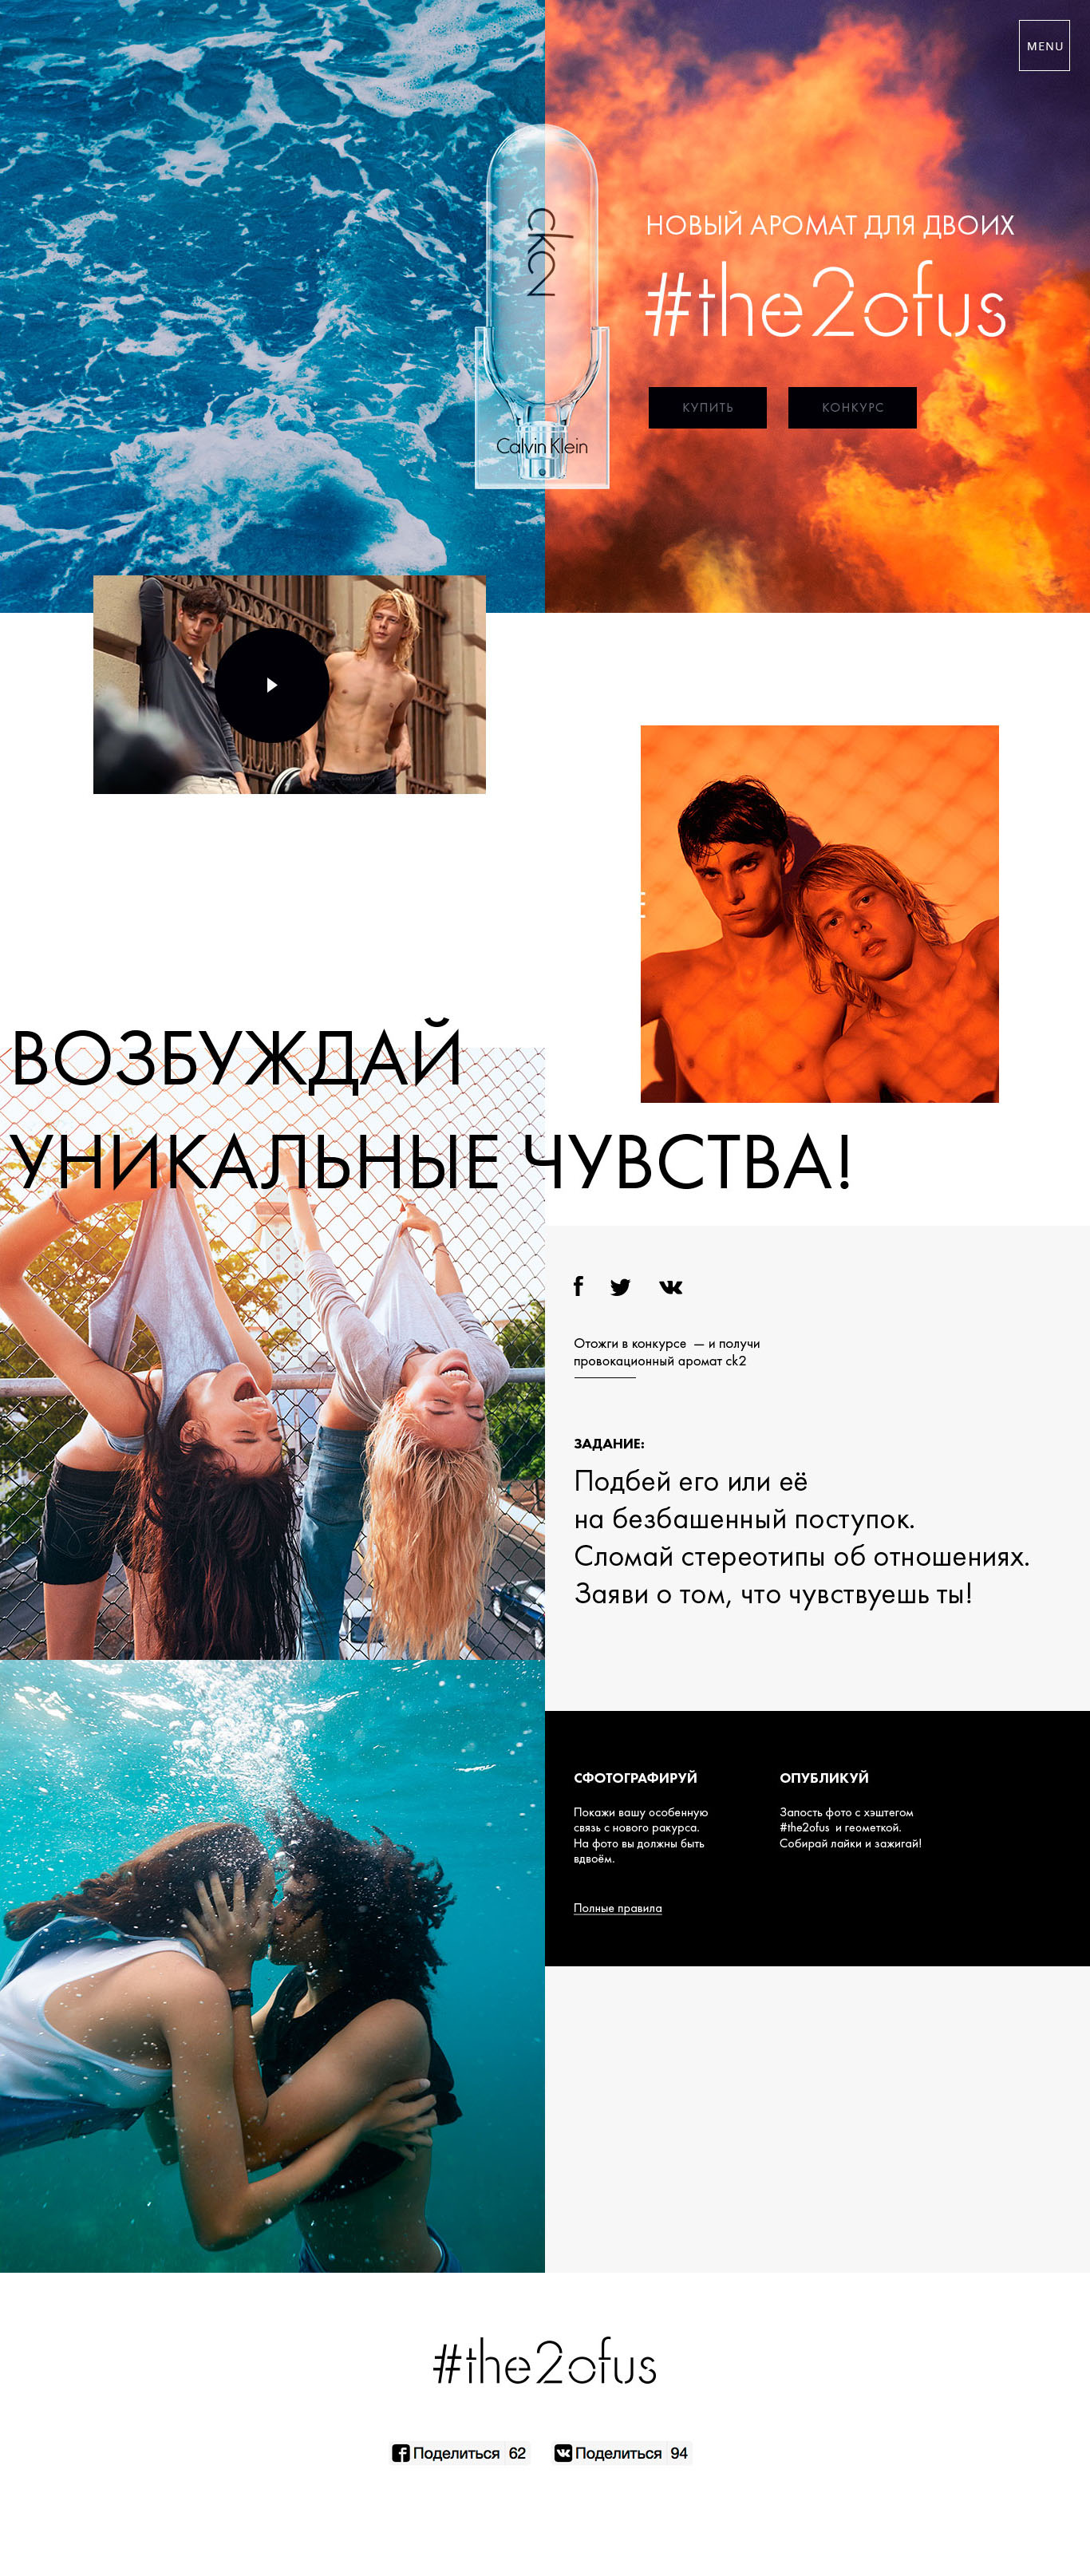 MENU
ck2
Calvin Klein
НОВЫЙ АРОМАТ ДЛЯ ДВОИХ
#the2ofus
КУПИТЬ
КОНКУРС
Calvin Klein
E
ВОЗБУЖДАЙ
УНИКАЛЬНЫЕ ЧУВСТВА!
Отожги в конкурсе — и получи
провокационный аромат ck2
ЗАДАНИЕ:
Подбей его или её
на безбашенный поступок.
Сломай стереотипы об отношениях.
Заяви о том, что чувствуешь ты!
СФОТОГРАФИРУЙ
Покажи вашу особенную
связь с нового ракурса.
На фото вы должны быть
вдвоём.
Полные правила
ОПУБЛИКУЙ
Запость фото с хэштегом
#the2ofus и геометкой.
Собирай лайки и зажигай!
#the2ofus
Поделиться 62
Поделиться 94